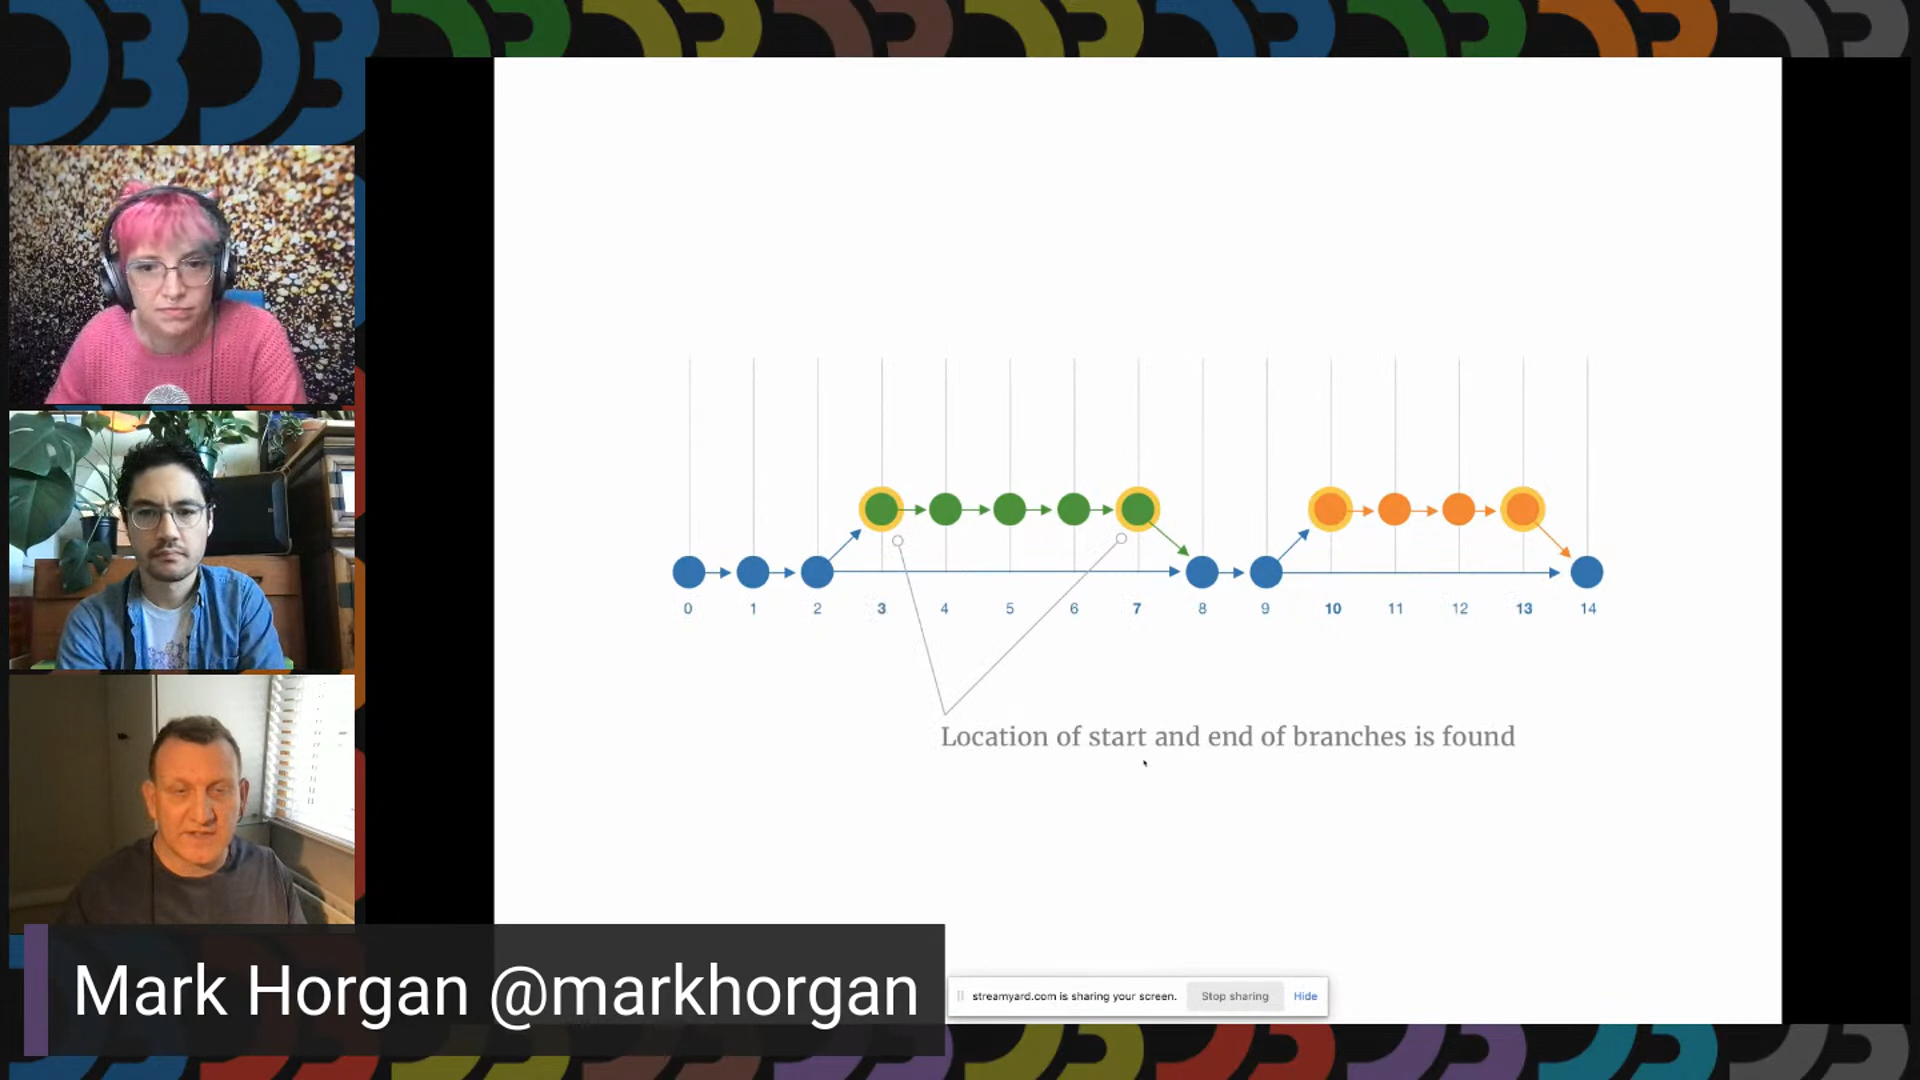 0 1 2 3 4 5 6 7 8 9 10 11 12 13 14
Location of start and end of branches is found
Mark Horgan @markhorgan
streamyard.com is sharing your screen. Stop sharing Hide